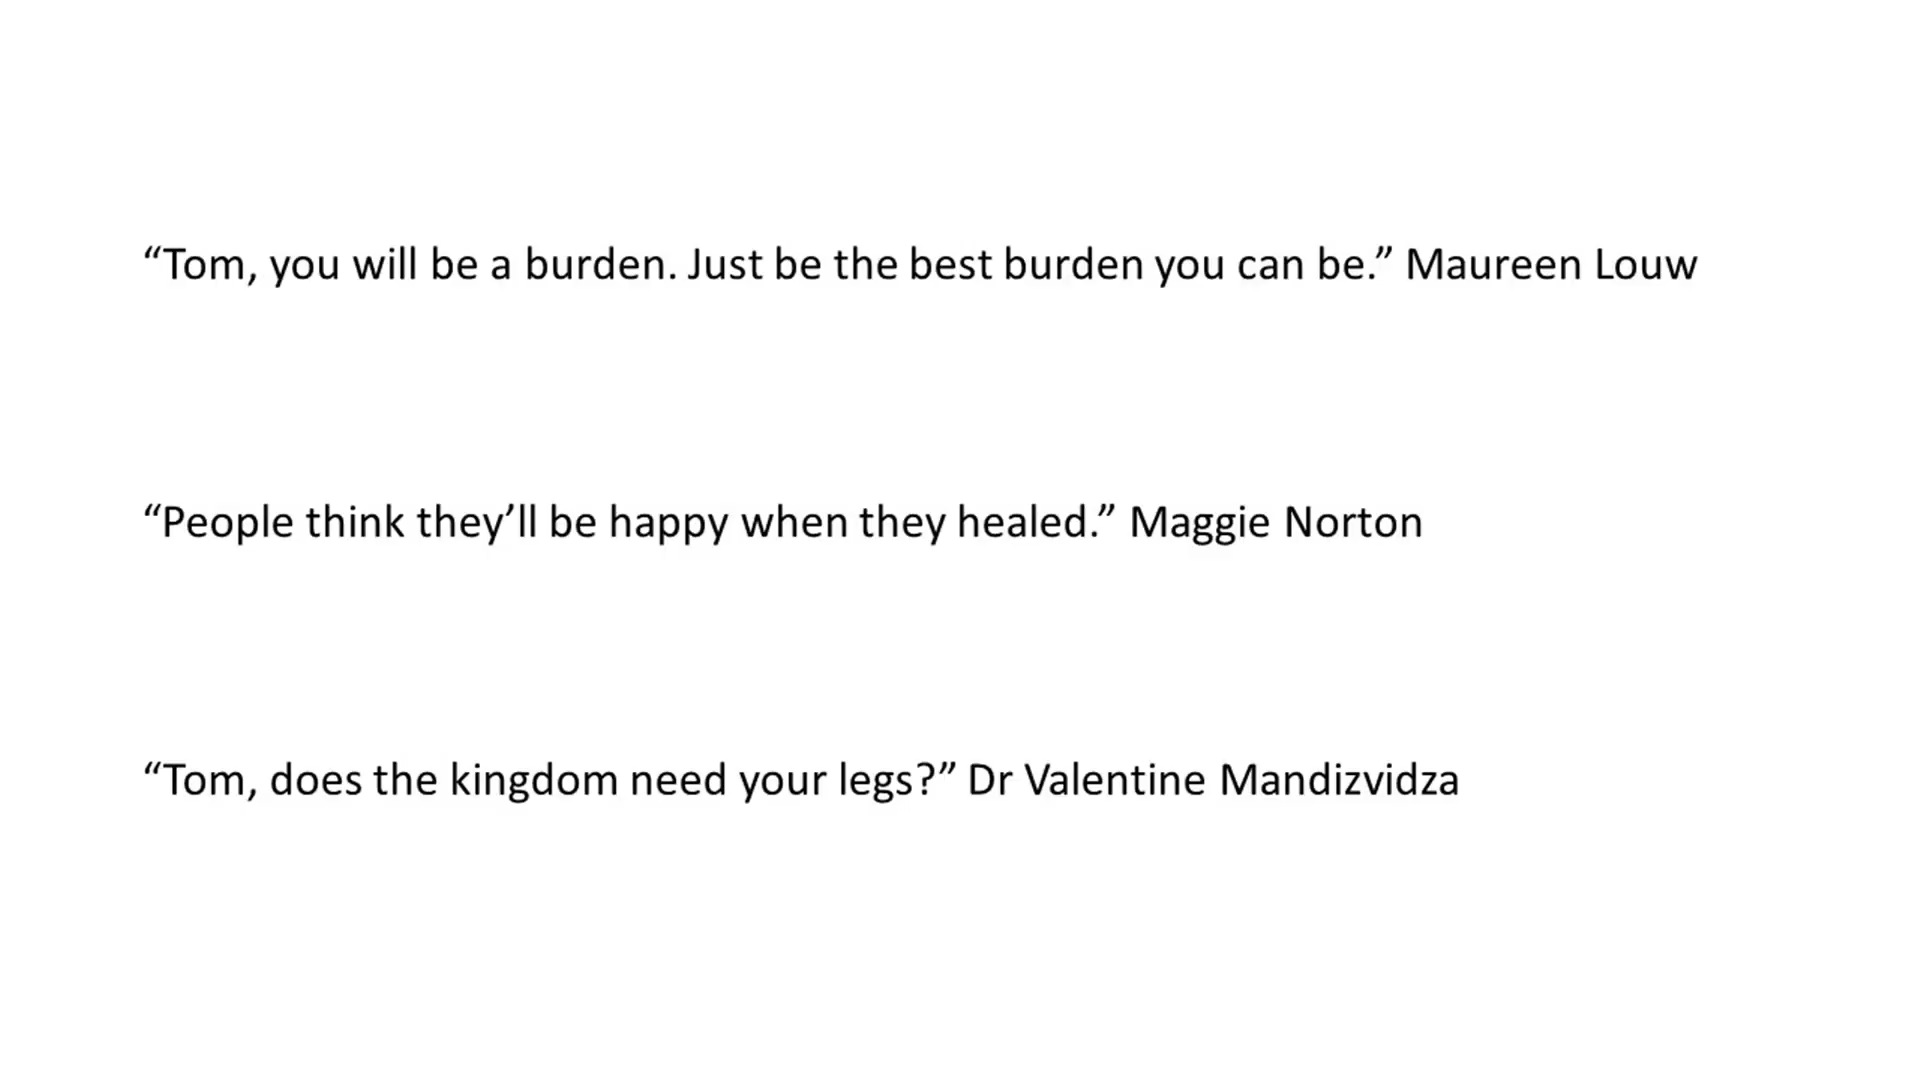 “Tom, you will be a burden. Just be the best burden you can be.” Maureen Louw
“People think they’ll be happy when they healed.” Maggie Norton
“Tom, does the kingdom need your legs?” Dr Valentine Mandizvidza